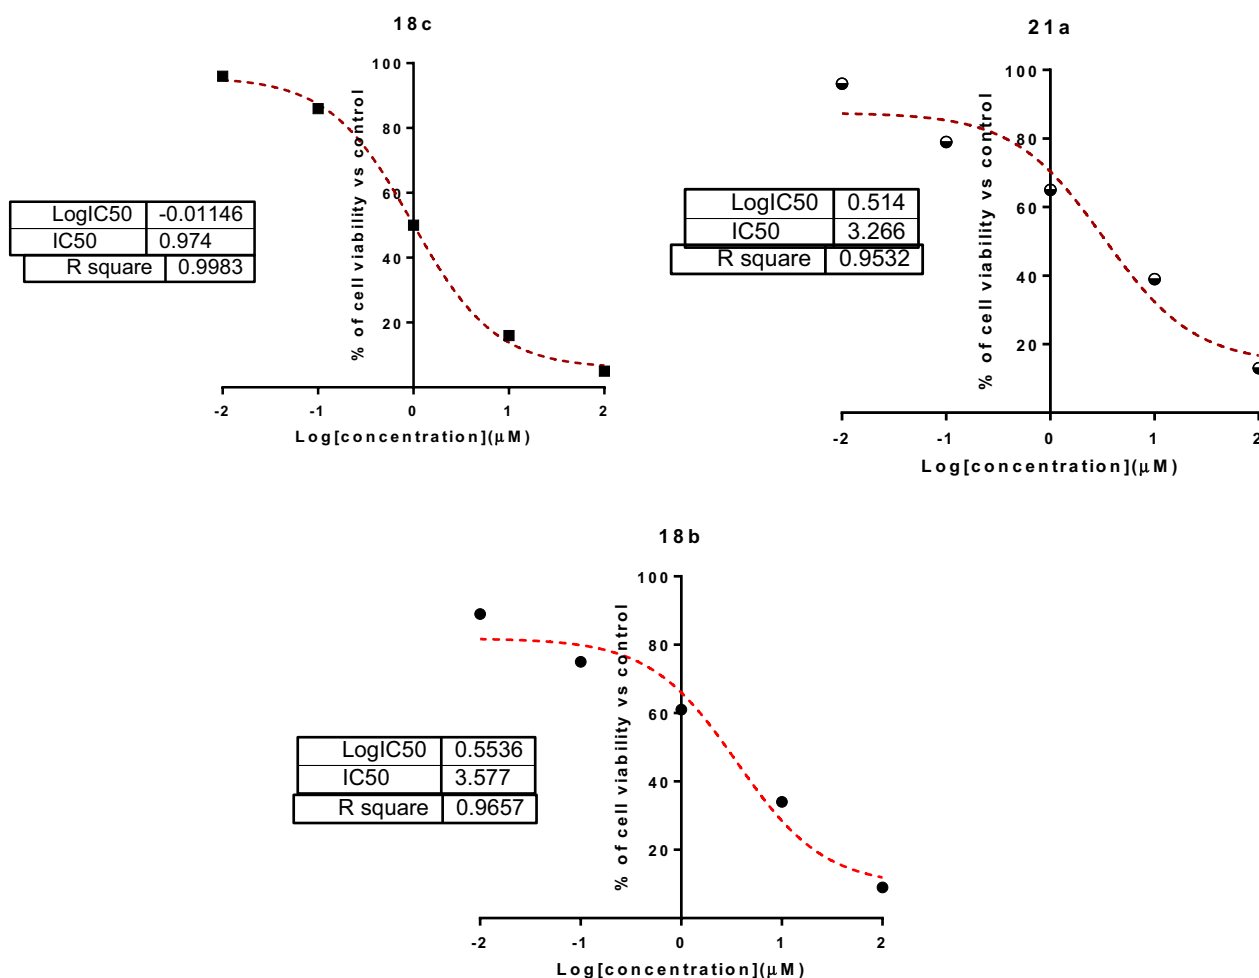 18c
% of cell viability vs control
100
80
60
40
20
-2 -1 0 1 2
Log[concentration](μM)
LogIC50 -0.01146
IC50 0.974
R square 0.9983
21a
% of cell viability vs control
100
80
60
40
20
-2 -1 0 1 2
Log[concentration](μM)
LogIC50 0.514
IC50 3.266
R square 0.9532
18b
% of cell viability vs control
100
80
60
40
20
-2 -1 0 1 2
Log[concentration](μM)
LogIC50 0.5536
IC50 3.577
R square 0.9657